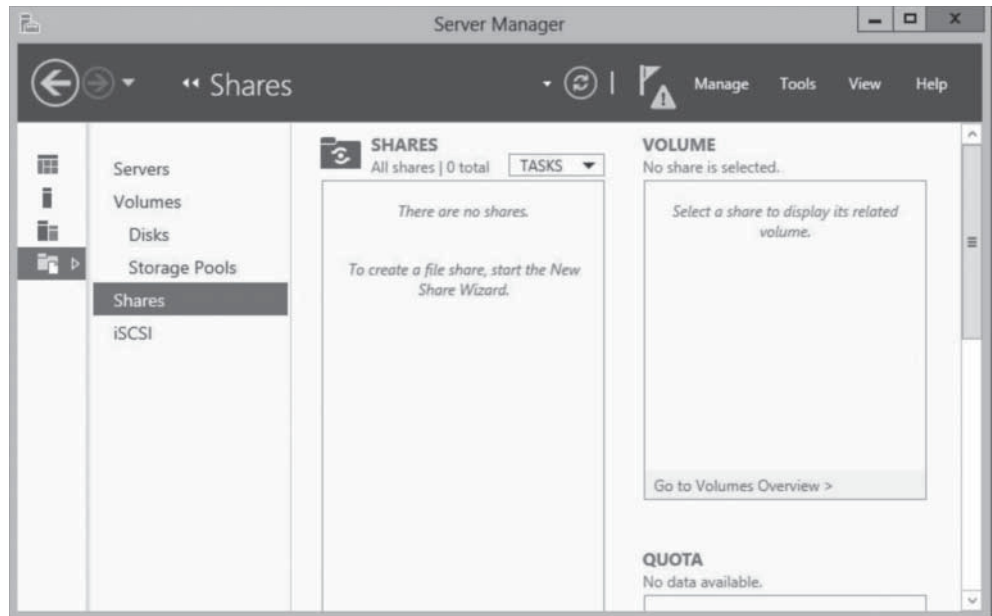 Server Manager
Shares
Manage Tools View Help
Servers
Volumes
Disks
Storage Pools
Shares
iSCSI
SHARES
All shares | 0 total TASKS
There are no shares.
To create a file share, start the New
Share Wizard.
VOLUME
No share is selected.
Select a share to display its related
volume.
Go to Volumes Overview >
QUOTA
No data available.